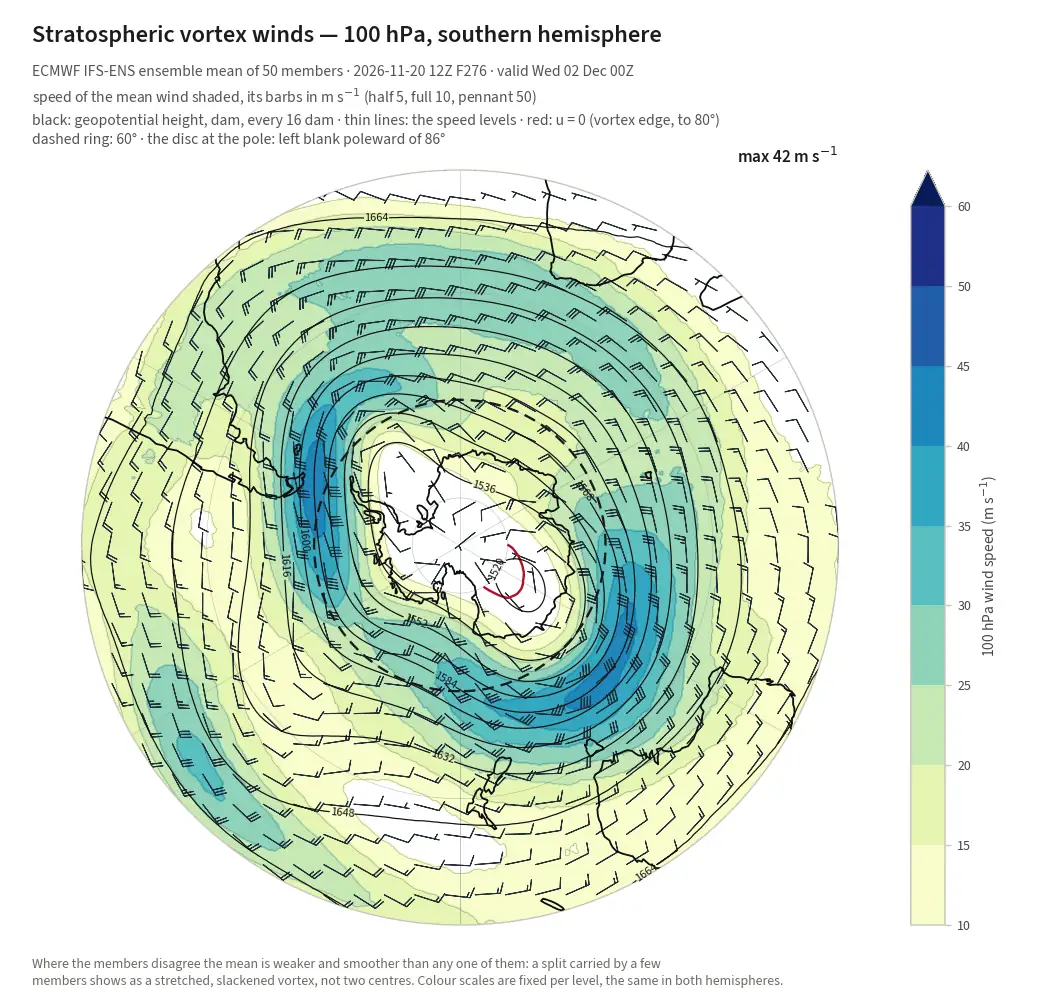 Stratospheric vortex winds — 100 hPa, southern hemisphere
ECMWF IFS-ENS ensemble mean of 50 members · 2026-11-20 12Z F276 · valid Wed 02 Dec 00Z
speed of the mean wind shaded, its barbs in m s⁻¹ (half 5, full 10, pennant 50)
black: geopotential height, dam, every 16 dam · thin lines: the speed levels · red: u = 0 (vortex edge, to 80°)
dashed ring: 60° · the disc at the pole: left blank poleward of 86°
max 42 m s⁻¹
1664
1536
1568
1600
1616
1520
1552
1584
1632
1648
1664
60
50
45
40
35
30
25
20
15
10
100 hPa wind speed (m s⁻¹)
Where the members disagree the mean is weaker and smoother than any one of them: a split carried by a few
members shows as a stretched, slackened vortex, not two centres. Colour scales are fixed per level, the same in both hemispheres.